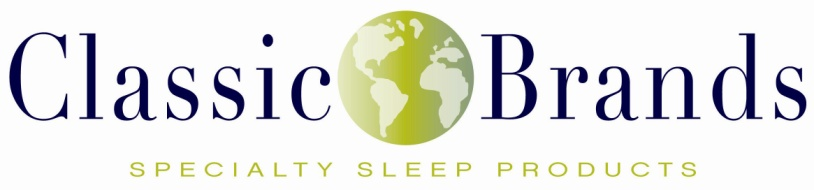 Classic Brands
SPECIALTY SLEEP PRODUCTS